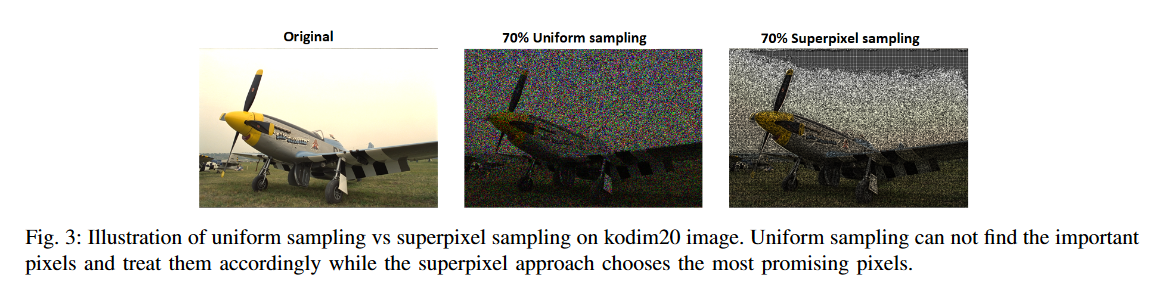 Original
70% Uniform sampling
70% Superpixel sampling
Fig. 3: Illustration of uniform sampling vs superpixel sampling on kodim20 image. Uniform sampling can not find the important
pixels and treat them accordingly while the superpixel approach chooses the most promising pixels.